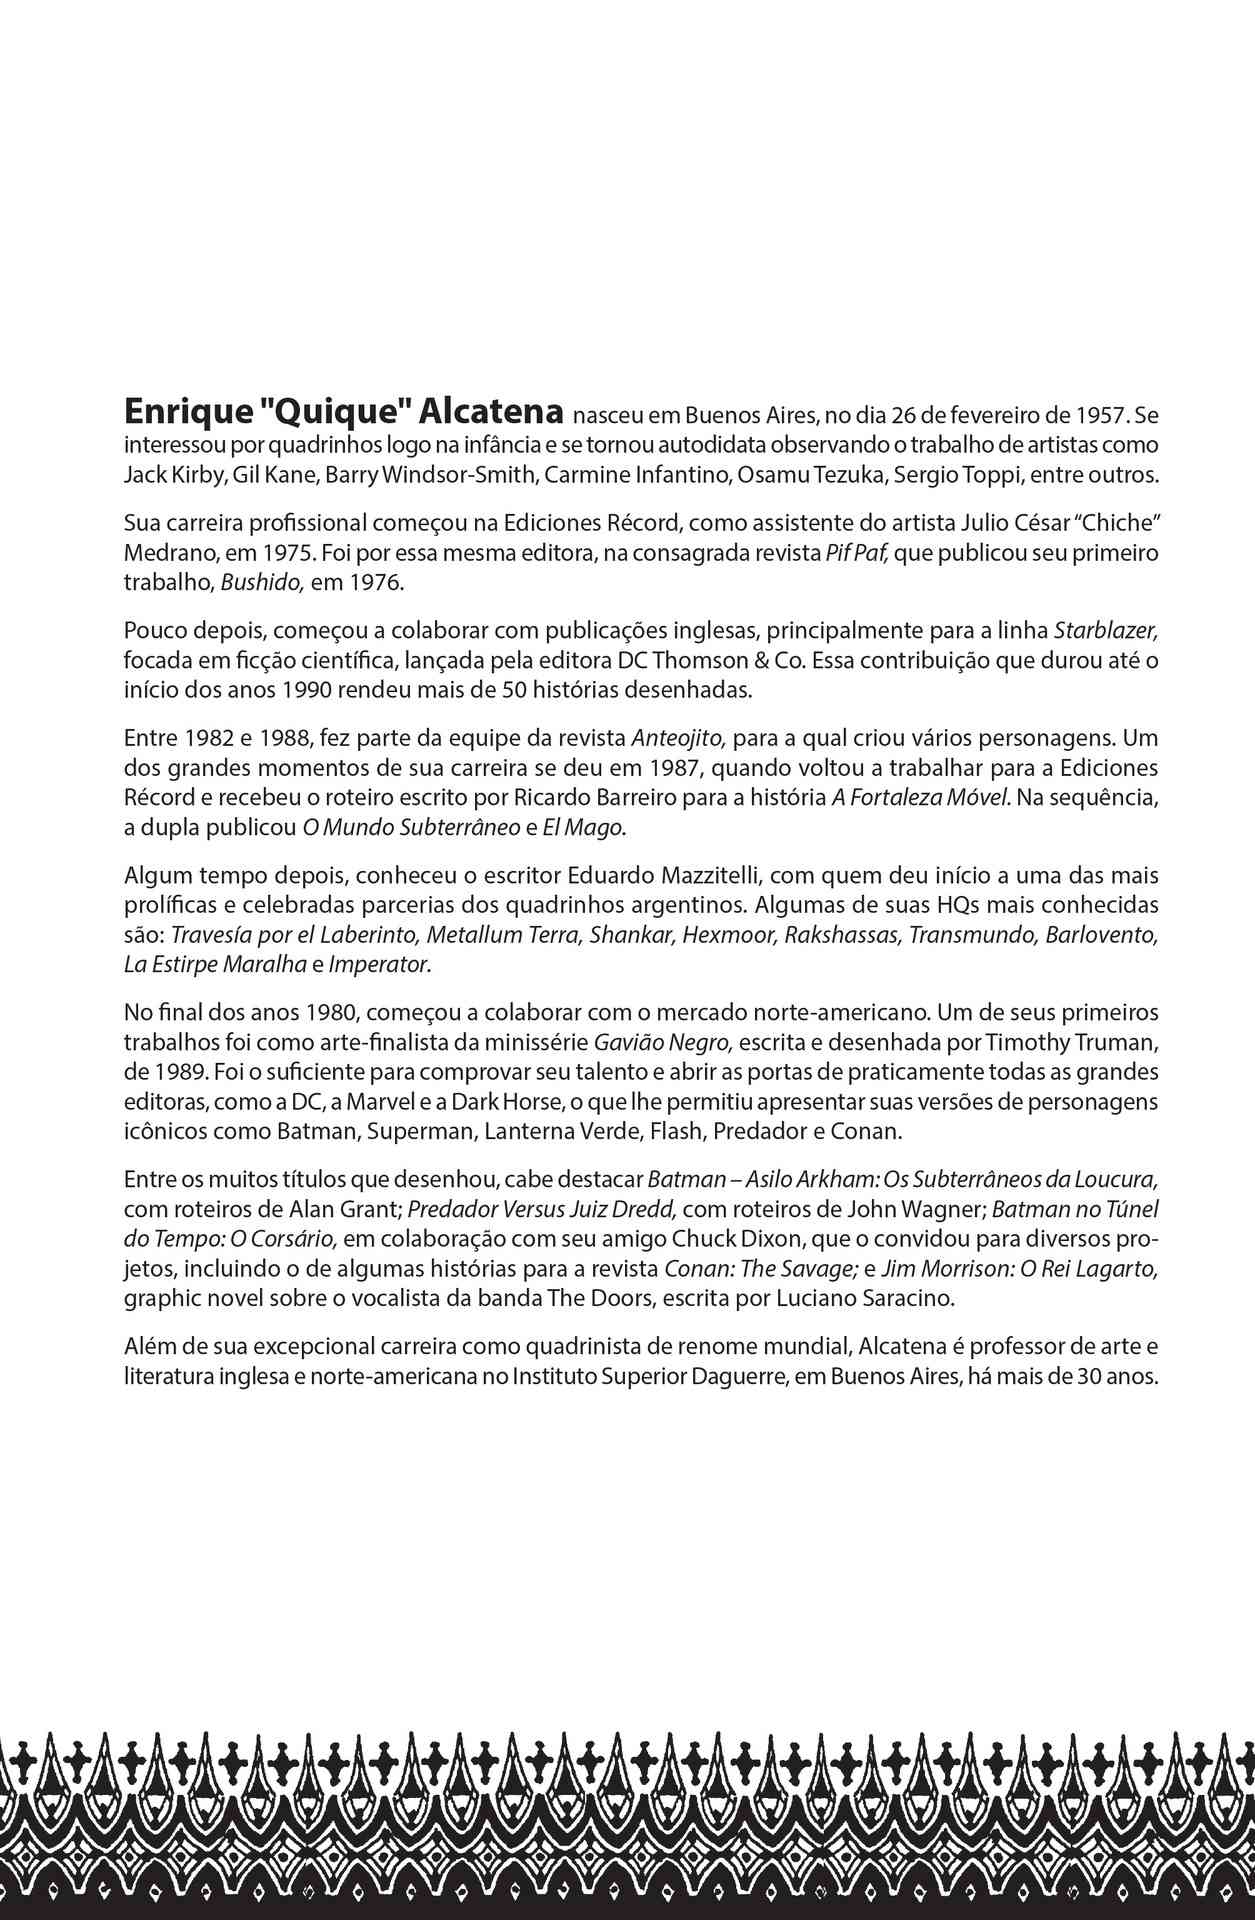 Enrique "Quique" Alcatena nasceu em Buenos Aires, no dia 26 de fevereiro de 1957. Se
interessou por quadrinhos logo na infância e se tornou autodidata observando o trabalho de artistas como
Jack Kirby, Gil Kane, Barry Windsor-Smith, Carmine Infantino, Osamu Tezuka, Sergio Toppi, entre outros.
Sua carreira profissional começou na Ediciones Récord, como assistente do artista Julio César “Chiche”
Medrano, em 1975. Foi por essa mesma editora, na consagrada revista Pif Paf, que publicou seu primeiro
trabalho, Bushido, em 1976.
Pouco depois, começou a colaborar com publicações inglesas, principalmente para a linha Starblazer,
focada em ficção científica, lançada pela editora DC Thomson & Co. Essa contribuição que durou até o
início dos anos 1990 rendeu mais de 50 histórias desenhadas.
Entre 1982 e 1988, fez parte da equipe da revista Anteojito, para a qual criou vários personagens. Um
dos grandes momentos de sua carreira se deu em 1987, quando voltou a trabalhar para a Ediciones
Récord e recebeu o roteiro escrito por Ricardo Barreiro para a história A Fortaleza Móvel. Na sequência,
a dupla publicou O Mundo Subterrâneo e El Mago.
Algum tempo depois, conheceu o escritor Eduardo Mazzitelli, com quem deu início a uma das mais
prolíficas e celebradas parcerias dos quadrinhos argentinos. Algumas de suas HQs mais conhecidas
são: Travesía por el Laberinto, Metallum Terra, Shankar, Hexmoor, Rakshassas, Transmundo, Barlovento,
La Estirpe Maralha e Imperator.
No final dos anos 1980, começou a colaborar com o mercado norte-americano. Um de seus primeiros
trabalhos foi como arte-finalista da minissérie Gavião Negro, escrita e desenhada por Timothy Truman,
de 1989. Foi o suficiente para comprovar seu talento e abrir as portas de praticamente todas as grandes
editoras, como a DC, a Marvel e a Dark Horse, o que lhe permitiu apresentar suas versões de personagens
icônicos como Batman, Superman, Lanterna Verde, Flash, Predador e Conan.
Entre os muitos títulos que desenhou, cabe destacar Batman – Asilo Arkham: Os Subterrâneos da Loucura,
com roteiros de Alan Grant; Predador Versus Juiz Dredd, com roteiros de John Wagner; Batman no Túnel
do Tempo: O Corsário, em colaboração com seu amigo Chuck Dixon, que o convidou para diversos pro-
jetos, incluindo o de algumas histórias para a revista Conan: The Savage; e Jim Morrison: O Rei Lagarto,
graphic novel sobre o vocalista da banda The Doors, escrita por Luciano Saracino.
Além de sua excepcional carreira como quadrinista de renome mundial, Alcatena é professor de arte e
literatura inglesa e norte-americana no Instituto Superior Daguerre, em Buenos Aires, há mais de 30 anos.